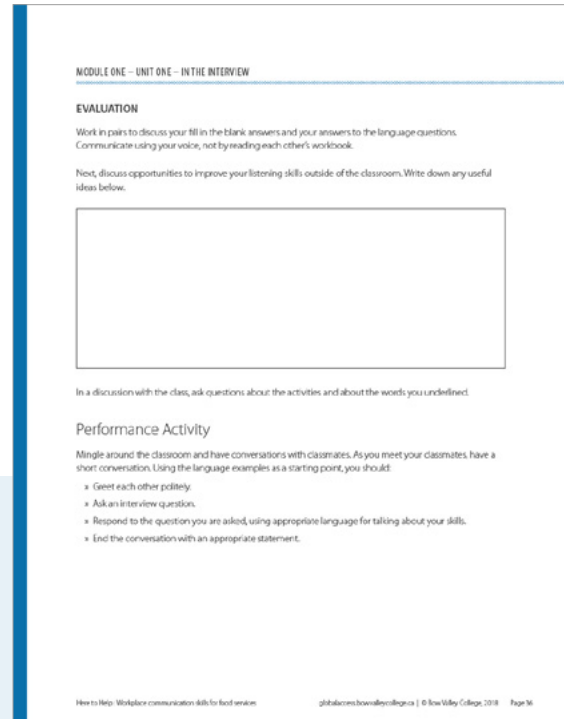 MODULE ONE – UNIT ONE – IN THE INTERVIEW
EVALUATION
Work in pairs to discuss your fill in the blank answers and your answers to the language questions.
Communicate using your voice, not by reading each other's workbook.
Next, discuss opportunities to improve your listening skills outside of the classroom. Write down any useful
ideas below.
In a discussion with the class, ask questions about the activities and about the words you underlined.
Performance Activity
Mingle around the classroom and have conversations with classmates. As you meet your classmates, have a
short conversation. Using the language examples as a starting point, you should:
» Greet each other politely.
» Ask an interview question.
» Respond to the question you are asked, using appropriate language for talking about your skills.
» End the conversation with an appropriate statement.
Here to Help: Workplace communication skills for food services globalaccess.bowvalleycollege.ca | © Bow Valley College, 2018 Page 36